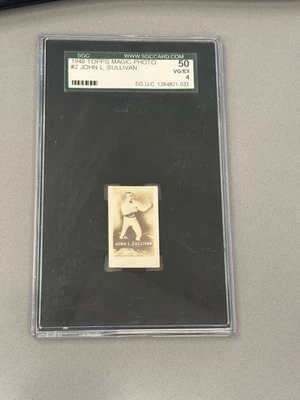 SGC WWW.SGCCARD.COM
1948 TOPPS MAGIC PHOTO 50
#2 JOHN L. SULLIVAN VG/EX
4
SG, LLC, 1284821-033
JOHN L. SULLIVAN